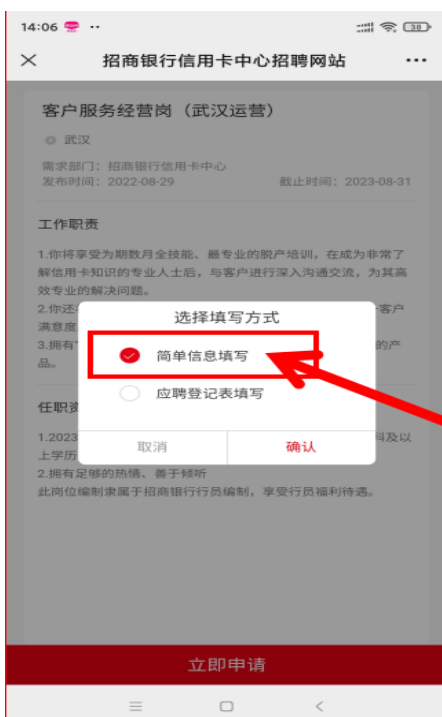 14:06
38
招商银行信用卡中心招聘网站
客户服务经营岗（武汉运营）
武汉
需求部门：招商银行信用卡中心
发布时间：2022-08-29 截止时间：2023-08-31
工作职责
1.你将享受为期数月全技能、最专业的脱产培训，在成为非常了
解信用卡知识的专业人士后，与客户进行深入沟通交流，为其高
效专业的解决问题。
2.你还 客户
满意度
3.拥有 的产
品。
选择填写方式
简单信息填写
应聘登记表填写
取消 确认
任职资
1.2023 科及以
上学历
2.拥有足够的热情、善于倾听
此岗位编制隶属于招商银行行员编制，享受行员福利待遇。
立即申请